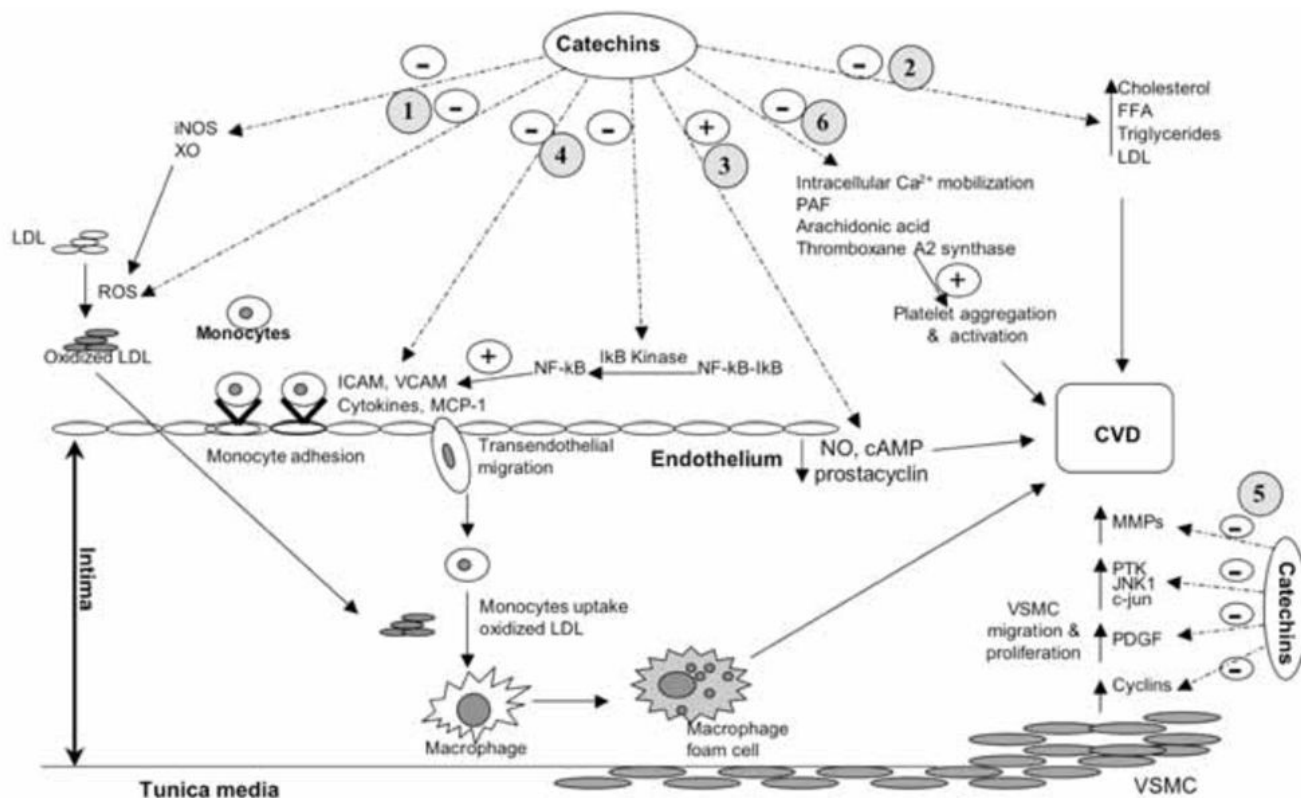 Catechins
-
-
1
-
2
-
4
-
+
3
-
6
iNOS
XO
Cholesterol
FFA
Triglycerides
LDL
Intracellular Ca²⁺ mobilization
PAF
Arachidonic acid
Thromboxane A2 synthase
+
Platelet aggregation
& activation
LDL
ROS
Oxidized LDL
Monocytes
+
ICAM, VCAM
Cytokines, MCP-1
NF-kB
IkB Kinase
NF-kB-IkB
Monocyte adhesion
Transendothelial
migration
Endothelium
NO, cAMP
prostacyclin
CVD
5
Intima
Monocytes uptake
oxidized LDL
Macrophage
Macrophage
foam cell
VSMC
migration &
proliferation
MMPs
-
PTK
JNK1
c-jun
-
PDGF
-
Cyclins
-
Catechins
Tunica media
VSMC